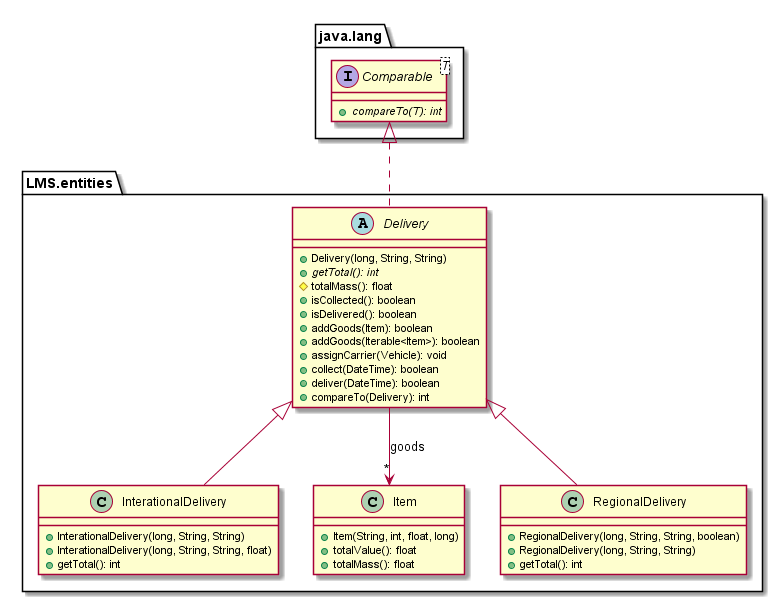 java.lang
I Comparable T
compareTo(T): int
LMS.entities
A Delivery
Delivery(long, String, String)
getTotal(): int
totalMass(): float
isCollected(): boolean
isDelivered(): boolean
addGoods(Item): boolean
addGoods(Iterable<Item>): boolean
assignCarrier(Vehicle): void
collect(DateTime): boolean
deliver(DateTime): boolean
compareTo(Delivery): int
goods
*
C InterationalDelivery
InterationalDelivery(long, String, String)
InterationalDelivery(long, String, String, float)
getTotal(): int
C Item
Item(String, int, float, long)
totalValue(): float
totalMass(): float
C RegionalDelivery
RegionalDelivery(long, String, String, boolean)
RegionalDelivery(long, String, String)
getTotal(): int